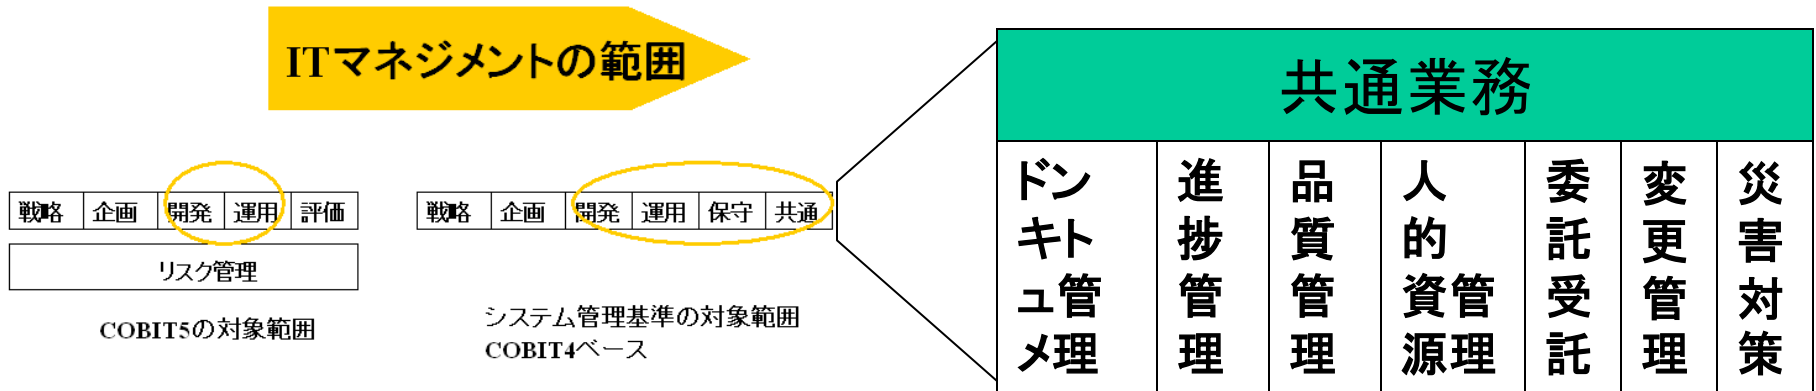 ITマネジメントの範囲
戦略 企画 開発 運用 評価
リスク管理
COBIT5の対象範囲
戦略 企画 開発 運用 保守 共通
システム管理基準の対象範囲
COBIT4ベース
共通業務
ドキュメント管理
進捗管理
品質管理
人的資源管理
委託受託
変更管理
災害対策